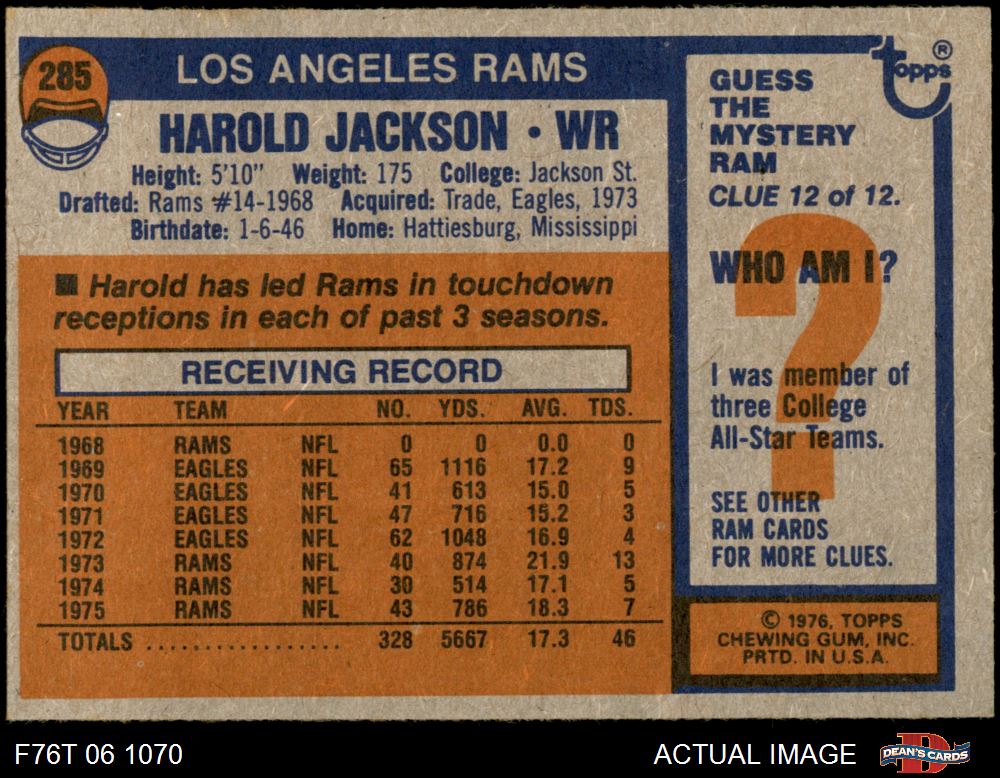 285
LOS ANGELES RAMS
HAROLD JACKSON • WR
Height: 5'10" Weight: 175 College: Jackson St.
Drafted: Rams #14-1968 Acquired: Trade, Eagles, 1973
Birthdate: 1-6-46 Home: Hattiesburg, Mississippi
■ Harold has led Rams in touchdown
receptions in each of past 3 seasons.
RECEIVING RECORD
YEAR TEAM NO. YDS. AVG. TDS.
1968 RAMS NFL 0 0 0.0 0
1969 EAGLES NFL 65 1116 17.2 9
1970 EAGLES NFL 41 613 15.0 5
1971 EAGLES NFL 47 716 15.2 3
1972 EAGLES NFL 62 1048 16.9 4
1973 RAMS NFL 40 874 21.9 13
1974 RAMS NFL 30 514 17.1 5
1975 RAMS NFL 43 786 18.3 7
TOTALS .................. 328 5667 17.3 46
topps ®
GUESS
THE
MYSTERY
RAM
CLUE 12 of 12.
?
WHO AM I?
I was member of
three College
All-Star Teams.
SEE OTHER
RAM CARDS
FOR MORE CLUES.
© 1976, TOPPS
CHEWING GUM, INC.
PRTD. IN U.S.A.
F76T 06 1070
ACTUAL IMAGE
D
DEAN'S CARDS